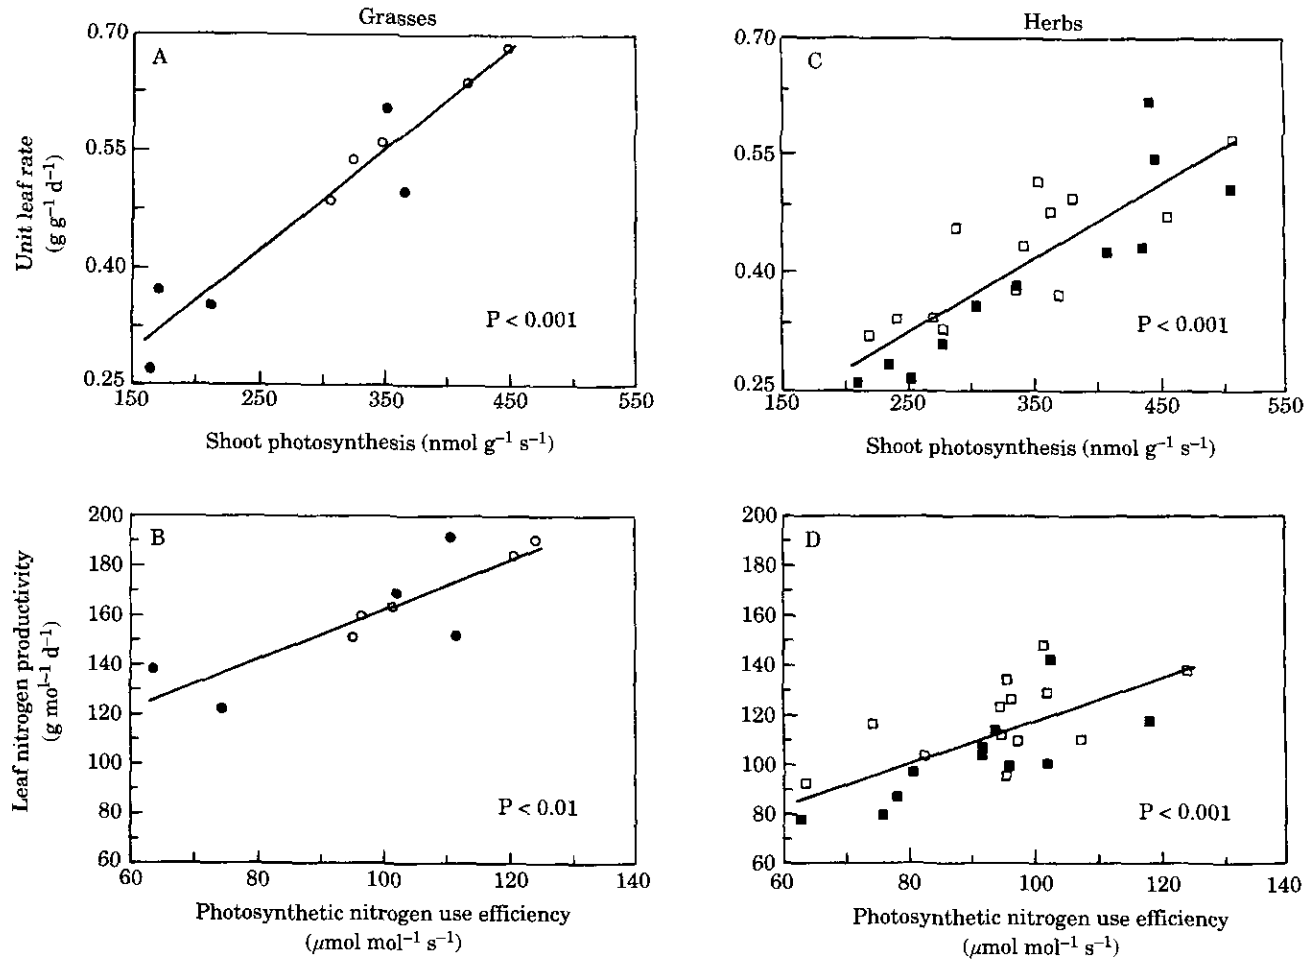 Grasses
A
0.70
0.55
0.40
0.25
Unit leaf rate
(g g⁻¹ d⁻¹)
P < 0.001
150 250 350 450 550
Shoot photosynthesis (nmol g⁻¹ s⁻¹)
Herbs
C
0.70
0.55
0.40
0.25
P < 0.001
150 250 350 450 550
Shoot photosynthesis (nmol g⁻¹ s⁻¹)
B
200
180
160
140
120
100
80
60
Leaf nitrogen productivity
(g mol⁻¹ d⁻¹)
P < 0.01
60 80 100 120 140
Photosynthetic nitrogen use efficiency
(μmol mol⁻¹ s⁻¹)
D
200
180
160
140
120
100
80
60
P < 0.001
60 80 100 120 140
Photosynthetic nitrogen use efficiency
(μmol mol⁻¹ s⁻¹)